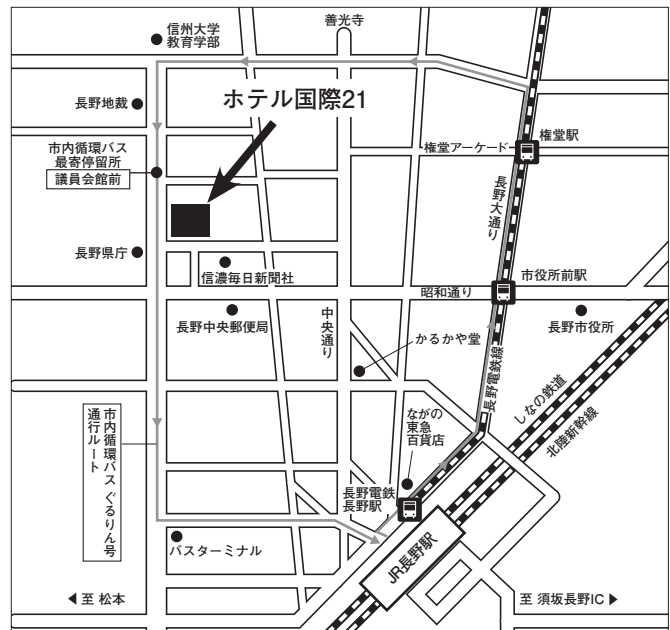 善光寺
信州大学
教育学部
ホテル国際21
長野地裁
権堂駅
権堂アーケード
市内循環バス
最寄停留所
議員会館前
長野大通り
長野県庁
信濃毎日新聞社
市役所前駅
昭和通り
長野中央郵便局
中央通り
かるかや堂
長野市役所
長野電鉄線
しなの鉄道
北陸新幹線
ながの
東急
百貨店
市内循環バス ぐるりん号
通行ルート
長野電鉄
長野駅
バスターミナル
JR長野駅
◀至 松本
至 須坂長野IC▶